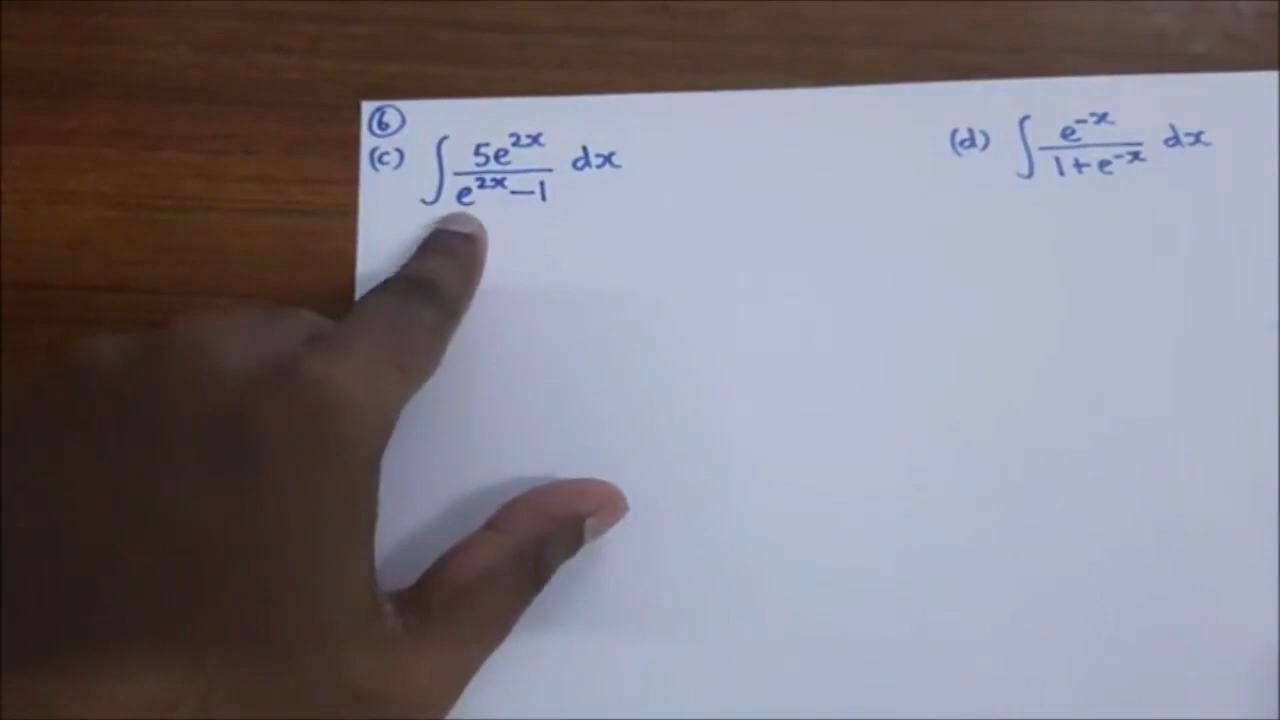 ⑥
(c) ∫ 5e^{2x} / (e^{2x} − 1) dx
(d) ∫ e^{−x} / (1 + e^{−x}) dx